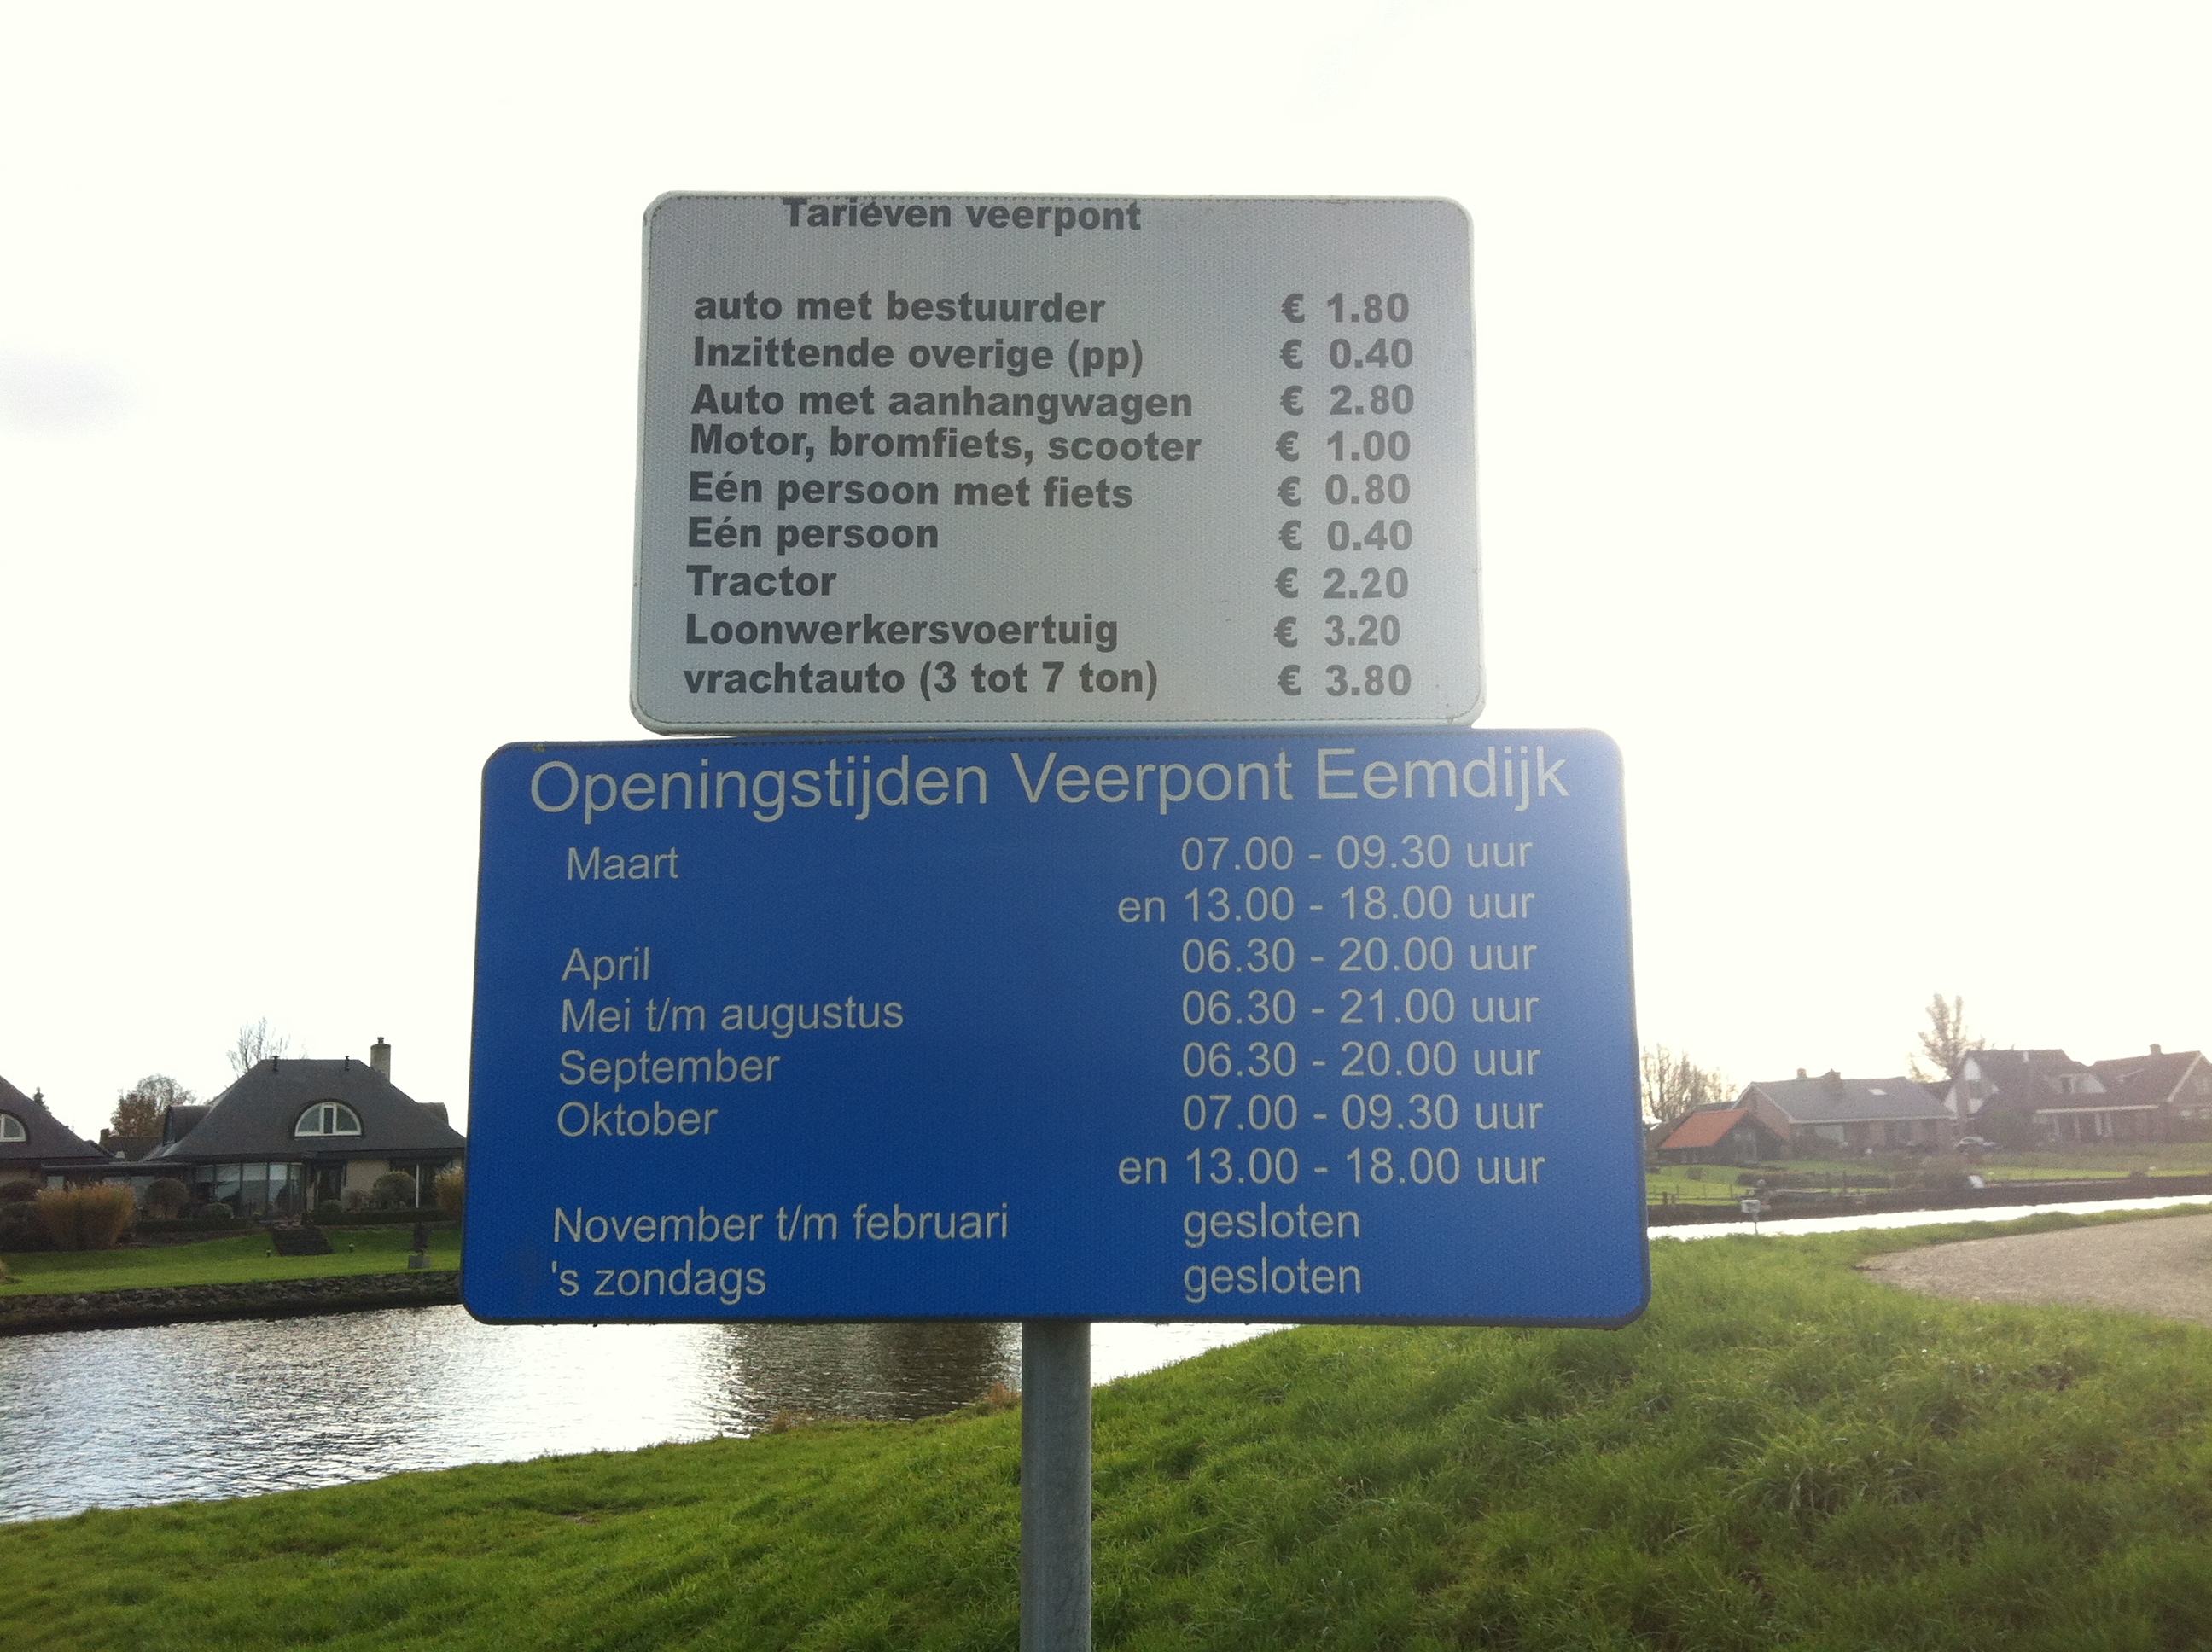 Tariéven veerpont
auto met bestuurder € 1.80
Inzittende overige (pp) € 0.40
Auto met aanhangwagen € 2.80
Motor, bromfiets, scooter € 1.00
Eén persoon met fiets € 0.80
Eén persoon € 0.40
Tractor € 2.20
Loonwerkersvoertuig € 3.20
vrachtauto (3 tot 7 ton) € 3.80
Openingstijden Veerpont Eemdijk
Maart 07.00 - 09.30 uur
en 13.00 - 18.00 uur
April 06.30 - 20.00 uur
Mei t/m augustus 06.30 - 21.00 uur
September 06.30 - 20.00 uur
Oktober 07.00 - 09.30 uur
en 13.00 - 18.00 uur
November t/m februari gesloten
's zondags gesloten